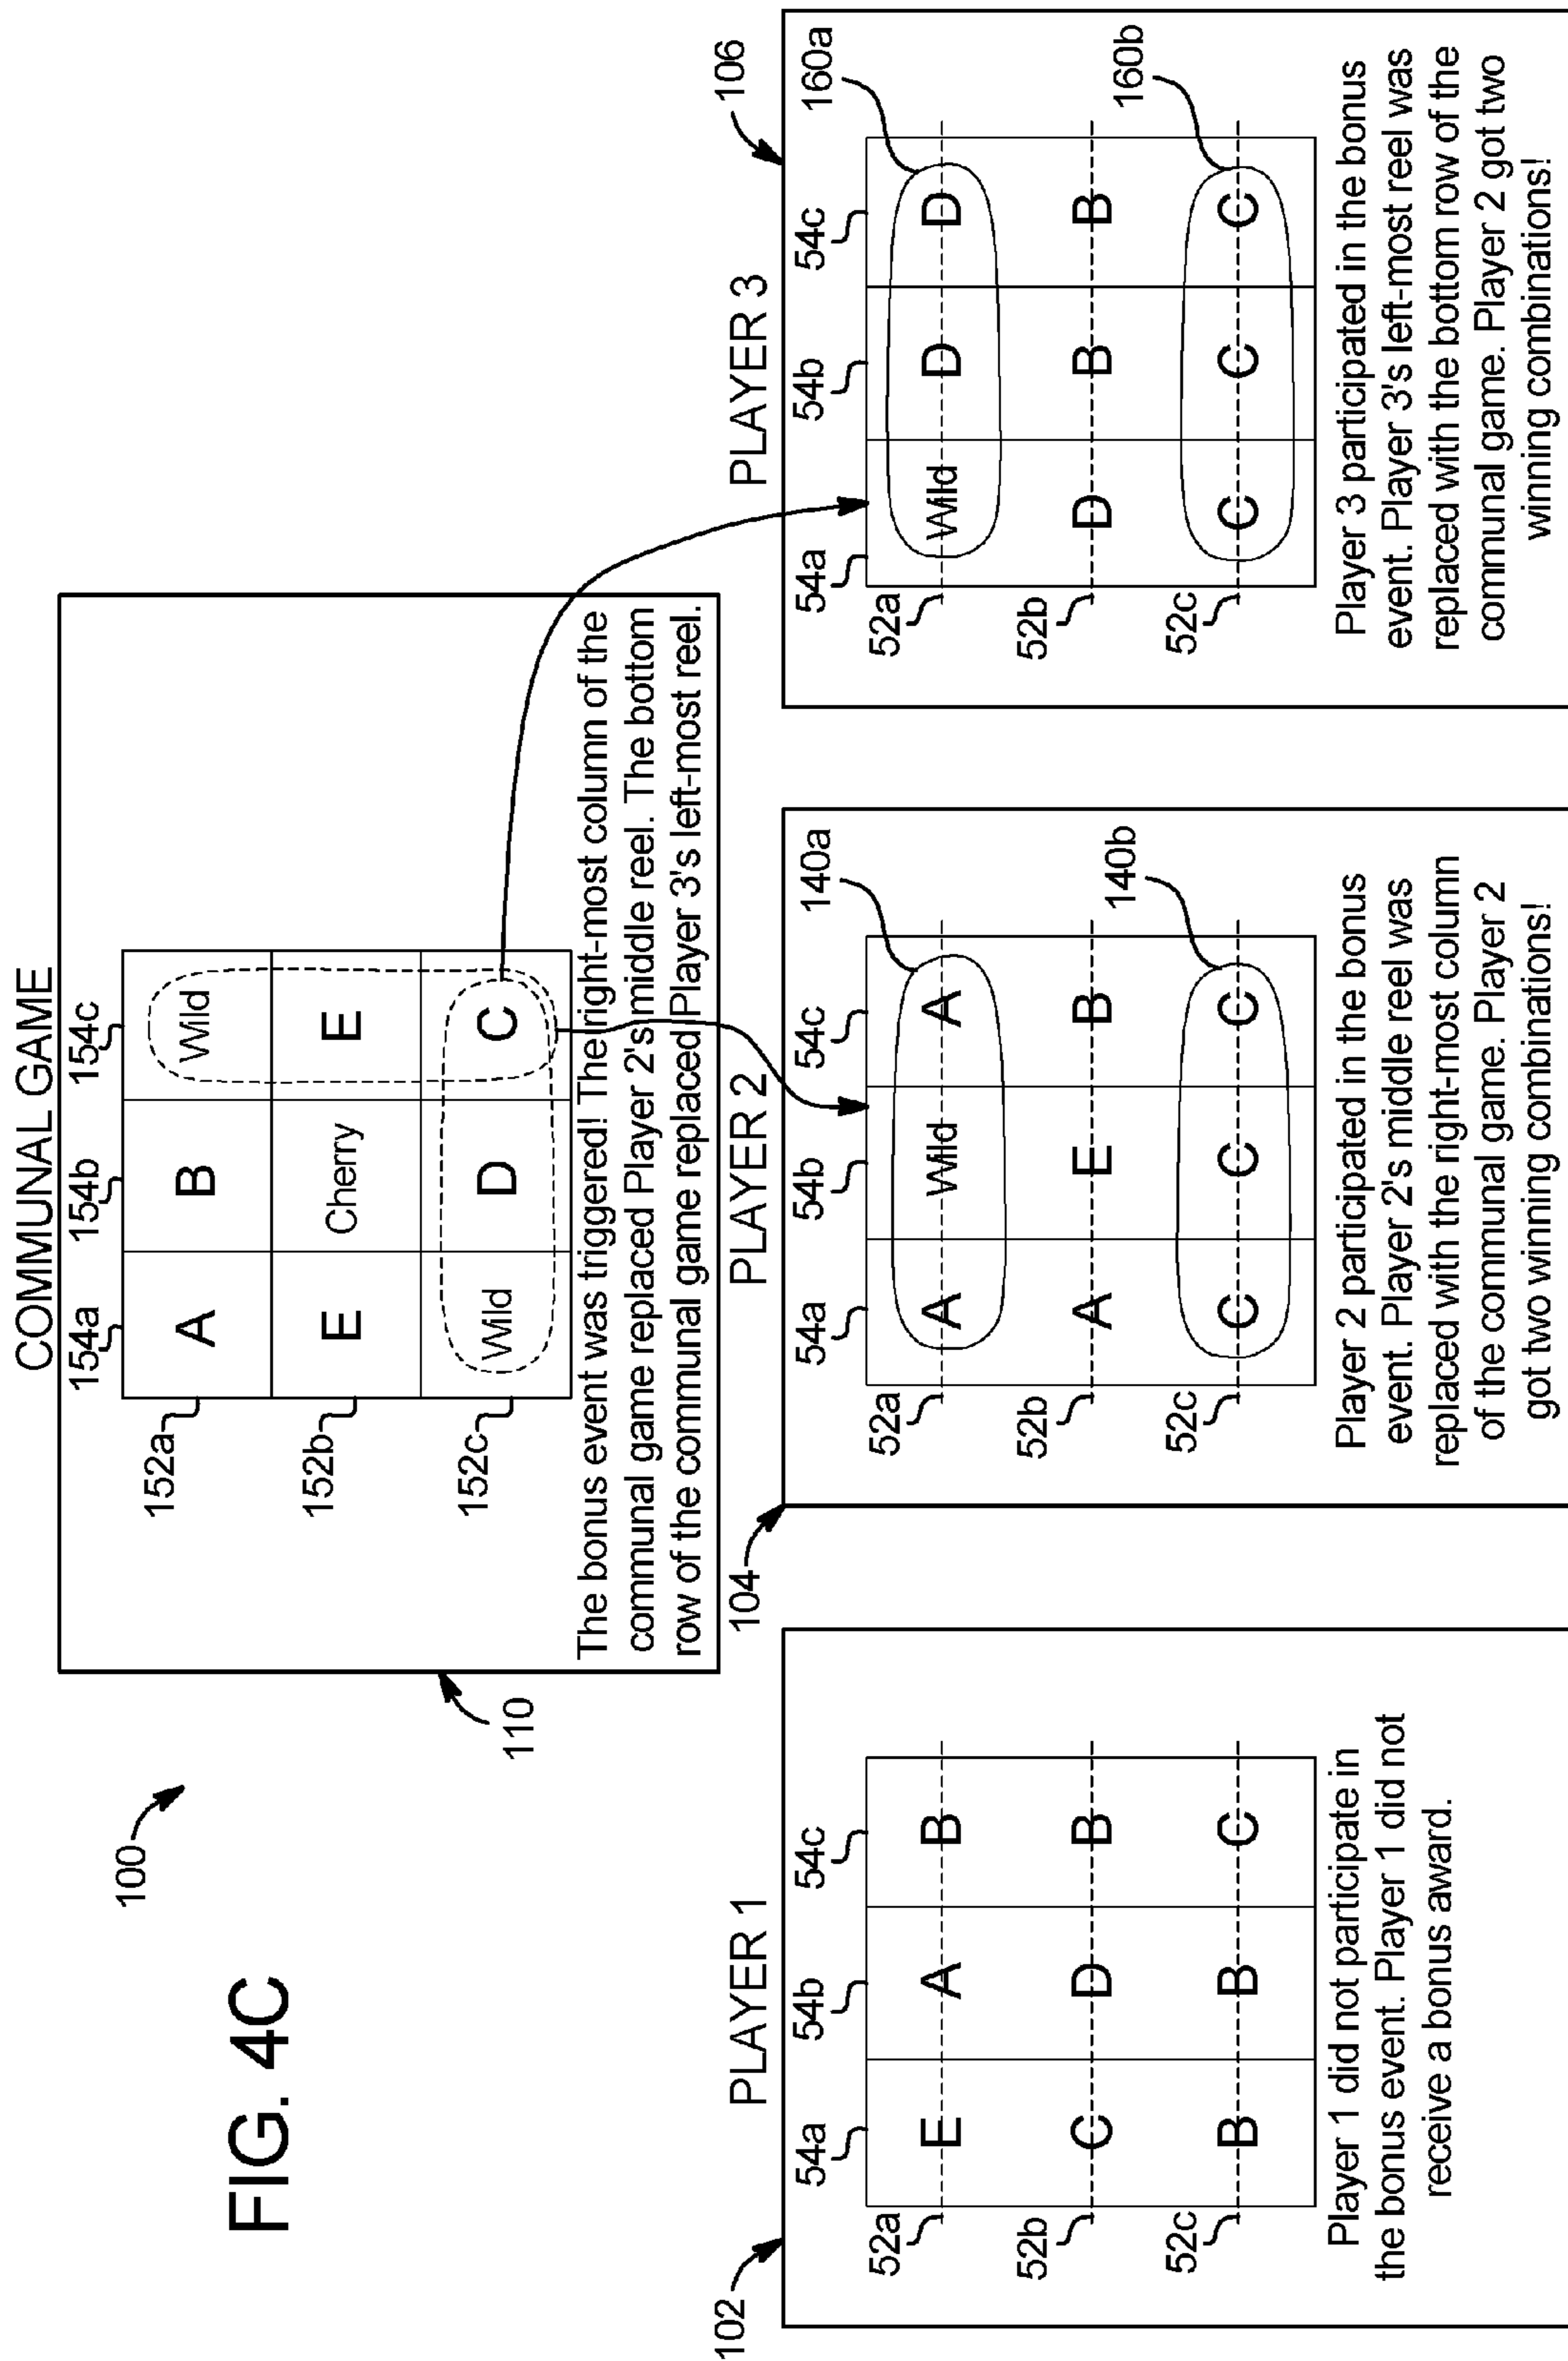 FIG. 4C
100
COMMUNAL GAME
110
154a 154b 154c
152a A B Wild
152b E Cherry E
152c Wild D C
The bonus event was triggered! The right-most column of the
communal game replaced Player 2's middle reel. The bottom
row of the communal game replaced Player 3's left-most reel.
PLAYER 1
102
54a 54b 54c
52a E A B
52b C D B
52c B B C
Player 1 did not participate in
the bonus event. Player 1 did not
receive a bonus award.
PLAYER 2
104
54a 54b 54c
52a A Wild A 140a
52b A E B
52c C C C 140b
Player 2 participated in the bonus
event. Player 2's middle reel was
replaced with the right-most column
of the communal game. Player 2
got two winning combinations!
PLAYER 3
106
54a 54b 54c
52a Wild D D 160a
52b D B B
52c C C C 160b
Player 3 participated in the bonus
event. Player 3's left-most reel was
replaced with the bottom row of the
communal game. Player 2 got two
winning combinations!